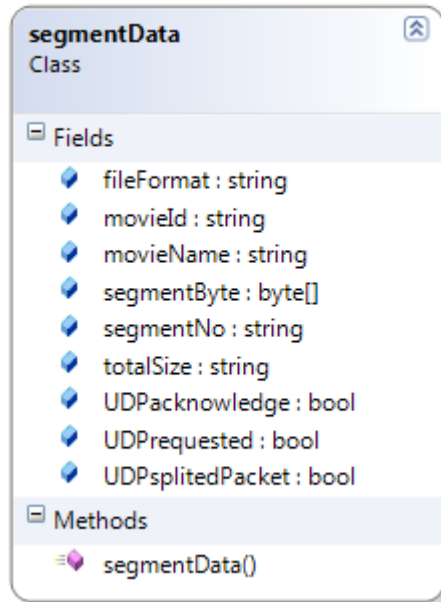 segmentData
Class
Fields
fileFormat : string
movieId : string
movieName : string
segmentByte : byte[]
segmentNo : string
totalSize : string
UDPacknowledge : bool
UDPrequested : bool
UDPsplitedPacket : bool
Methods
segmentData()